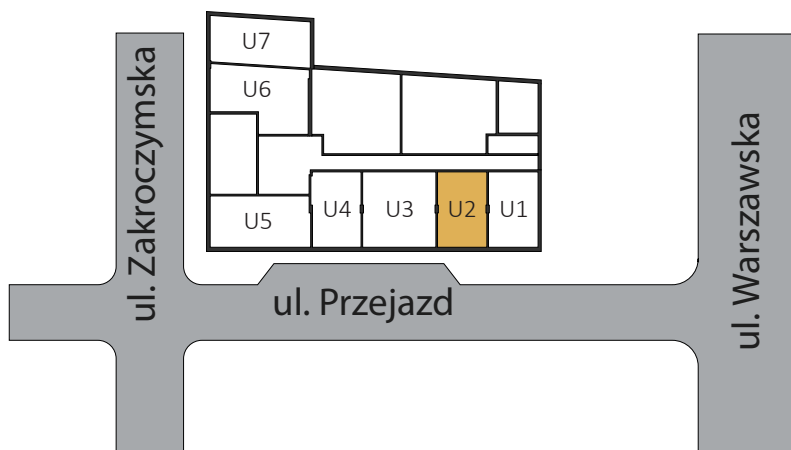 U7
U6
U5
U4
U3
U2
U1
ul. Zakroczymska
ul. Przejazd
ul. Warszawska